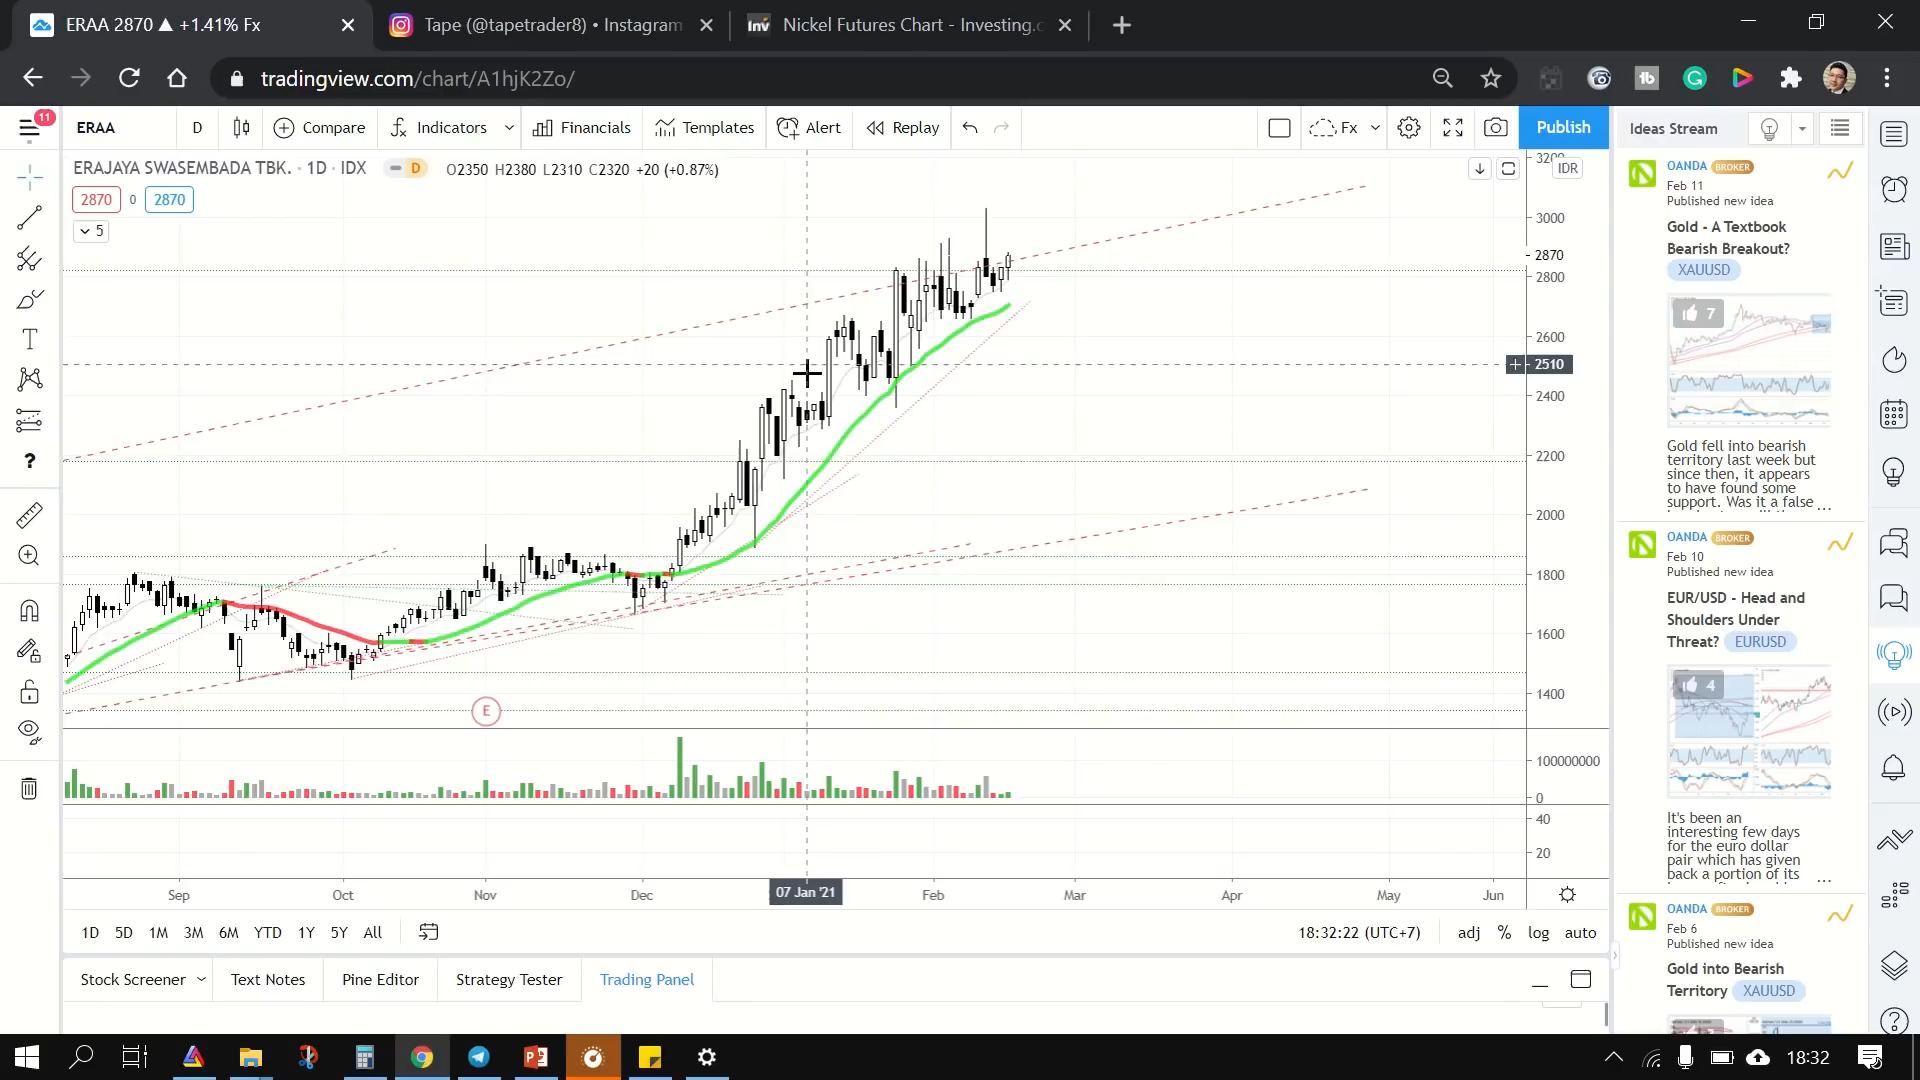 ERAA 2870 ▲ +1.41% Fx
Tape (@tapetrader8) • Instagram
Nickel Futures Chart - Investing.c
tradingview.com/chart/A1hjK2Zo/
11
ERAA
D
Compare
Indicators
Financials
Templates
Alert
Replay
Fx
Publish
Ideas Stream
ERAJAYA SWASEMBADA TBK. · 1D · IDX
D
O2350 H2380 L2310 C2320 +20 (+0.87%)
IDR
2870
0
2870
5
3200
3000
2870
2800
2600
2510
2400
2200
2000
1800
1600
1400
E
100000000
0
40
20
Sep
Oct
Nov
Dec
07 Jan '21
Feb
Mar
Apr
May
Jun
1D 5D 1M 3M 6M YTD 1Y 5Y All
18:32:22 (UTC+7)
adj % log auto
Stock Screener
Text Notes
Pine Editor
Strategy Tester
Trading Panel
OANDA BROKER
Feb 11
Published new idea
Gold - A Textbook
Bearish Breakout?
XAUUSD
7
Gold fell into bearish
territory last week but
since then, it appears
to have found some
support. Was it a false
...
OANDA BROKER
Feb 10
Published new idea
EUR/USD - Head and
Shoulders Under
Threat? EURUSD
4
It's been an
interesting few days
for the euro dollar
pair which has given
back a portion of its
...
OANDA BROKER
Feb 6
Published new idea
Gold into Bearish
Territory XAUUSD
18:32